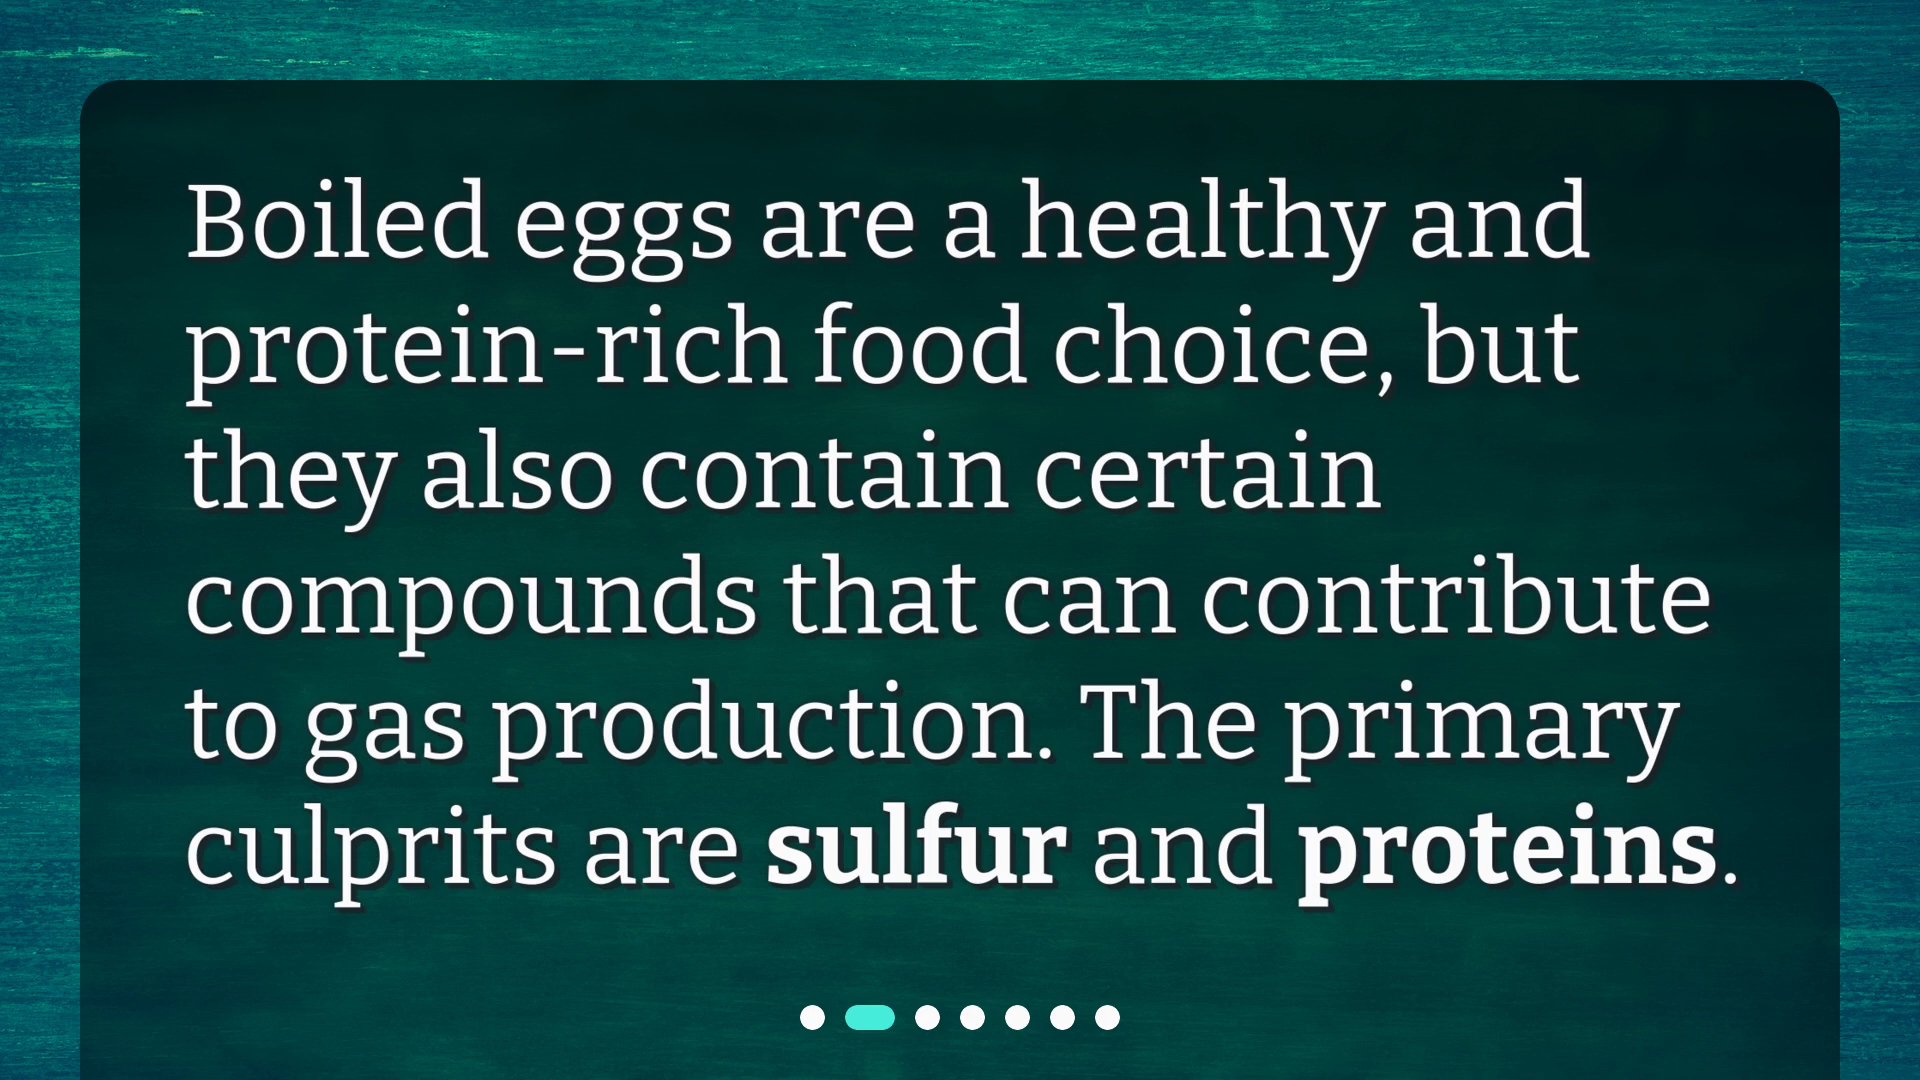 Boiled eggs are a healthy and
protein-rich food choice, but
they also contain certain
compounds that can contribute
to gas production. The primary
culprits are sulfur and proteins.